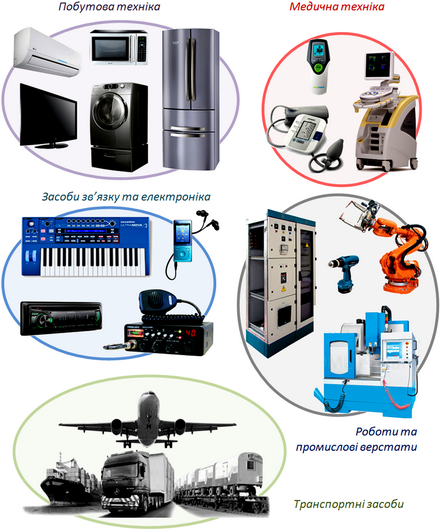 Побутова техніка
Медична техніка
Засоби зв’язку та електроніка
Роботи та
промислові верстати
Транспортні засоби